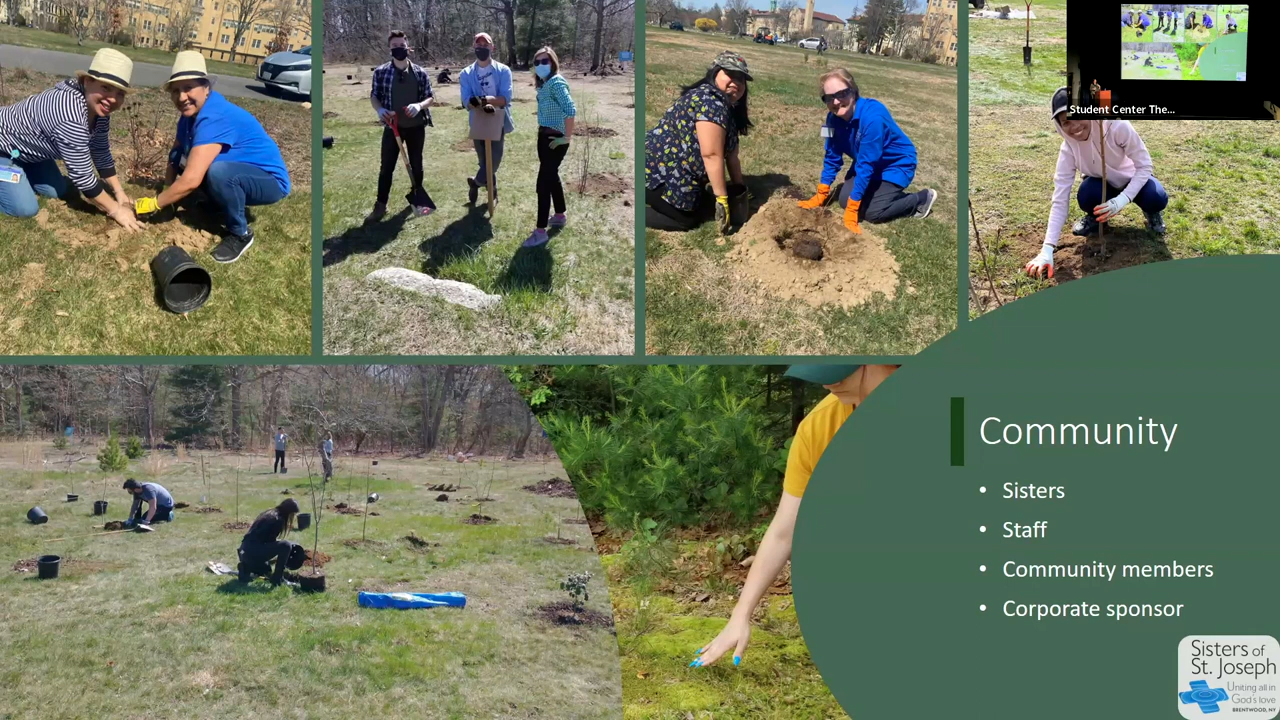 Student Center The...
Community
• Sisters
• Staff
• Community members
• Corporate sponsor
Sisters of
St. Joseph
Uniting all in
God's love
BRENTWOOD, NY